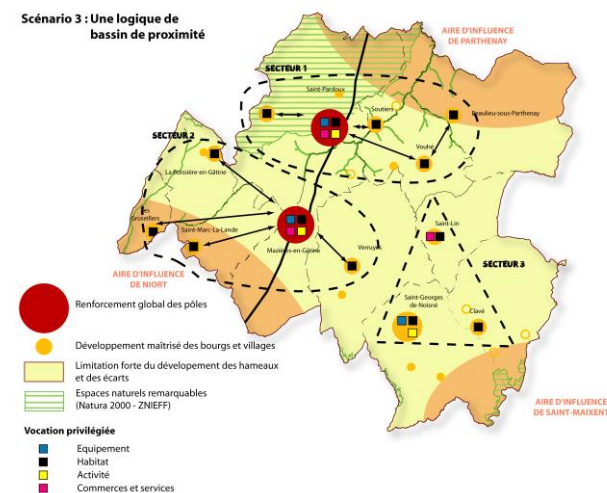 Scénario 3 : Une logique de
bassin de proximité
AIRE D'INFLUENCE
DE PARTHENAY
SECTEUR 1
Saint-Pardoux
Soutiers
Beaulieu-sous-Parthenay
SECTEUR 2
Vouhé
La Boissière-en-Gâtine
Les
Groseillers
Saint-Marc-La-Lande
Mazières-en-Gâtine
Verruyes
Saint-Lin
AIRE D'INFLUENCE
DE NIORT
SECTEUR 3
Saint-Georges
de-Noisné
Clavé
Renforcement global des pôles
Développement maîtrisé des bourgs et villages
Limitation forte du dévelopement des hameaux
et des écarts
Espaces naturels remarquables
(Natura 2000 - ZNIEFF)
AIRE D'INFLUENCE
DE SAINT-MAIXENT
Vocation privilégiée
Equipement
Habitat
Activité
Commerces et services